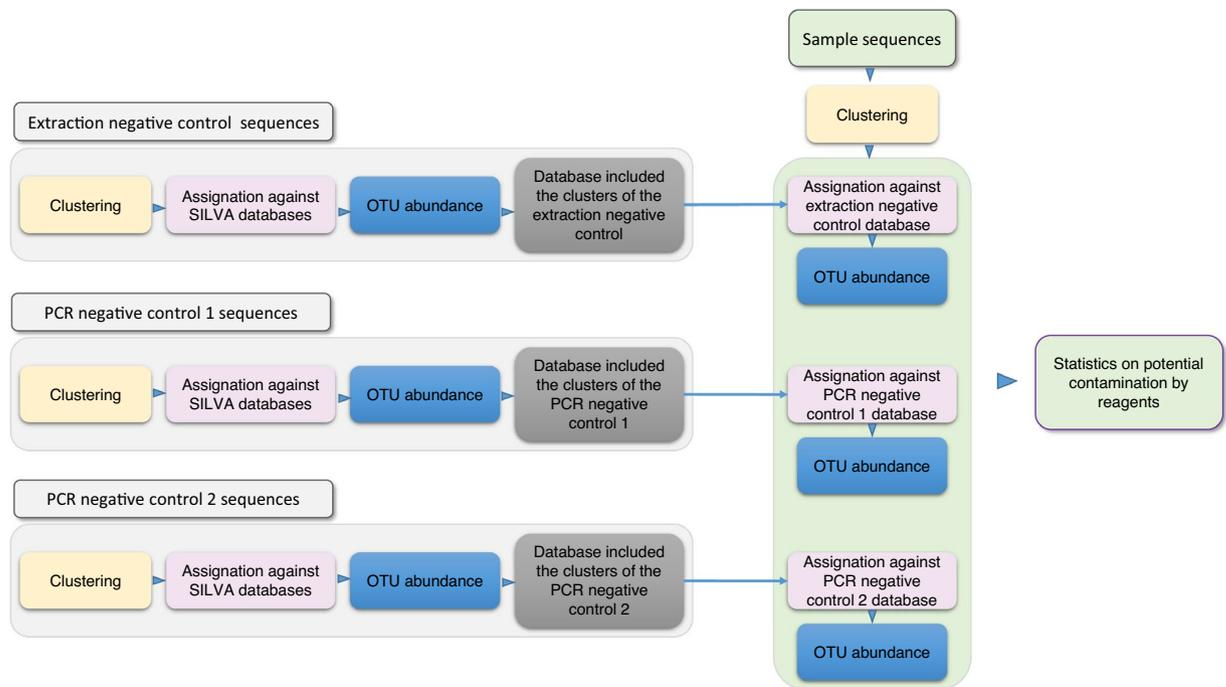 Sample sequences
Clustering
Extraction negative control sequences
Clustering
Assignation against
SILVA databases
OTU abundance
Database included
the clusters of the
extraction negative
control
Assignation against
extraction negative
control database
OTU abundance
PCR negative control 1 sequences
Clustering
Assignation against
SILVA databases
OTU abundance
Database included
the clusters of the
PCR negative
control 1
Assignation against
PCR negative
control 1 database
OTU abundance
Statistics on potential
contamination by
reagents
PCR negative control 2 sequences
Clustering
Assignation against
SILVA databases
OTU abundance
Database included
the clusters of the
PCR negative
control 2
Assignation against
PCR negative
control 2 database
OTU abundance